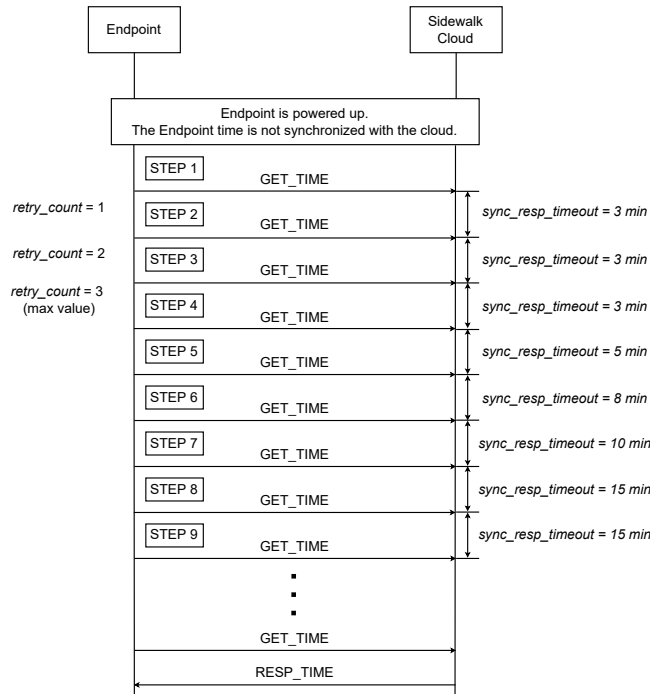 Endpoint
Sidewalk
Cloud
Endpoint is powered up.
The Endpoint time is not synchronized with the cloud.
STEP 1
GET_TIME
retry_count = 1
STEP 2
GET_TIME
sync_resp_timeout = 3 min
retry_count = 2
STEP 3
GET_TIME
sync_resp_timeout = 3 min
retry_count = 3
(max value)
STEP 4
GET_TIME
sync_resp_timeout = 3 min
STEP 5
GET_TIME
sync_resp_timeout = 5 min
STEP 6
GET_TIME
sync_resp_timeout = 8 min
STEP 7
GET_TIME
sync_resp_timeout = 10 min
STEP 8
GET_TIME
sync_resp_timeout = 15 min
STEP 9
GET_TIME
sync_resp_timeout = 15 min
GET_TIME
RESP_TIME